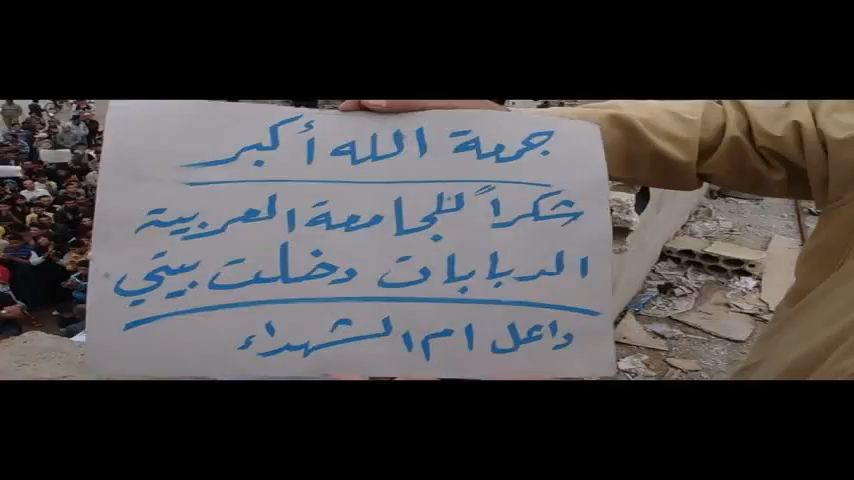 جمعة الله أكبر
شكراً للجامعة العربية
الدبابات دخلت بيتي
داعل ام الشهداء